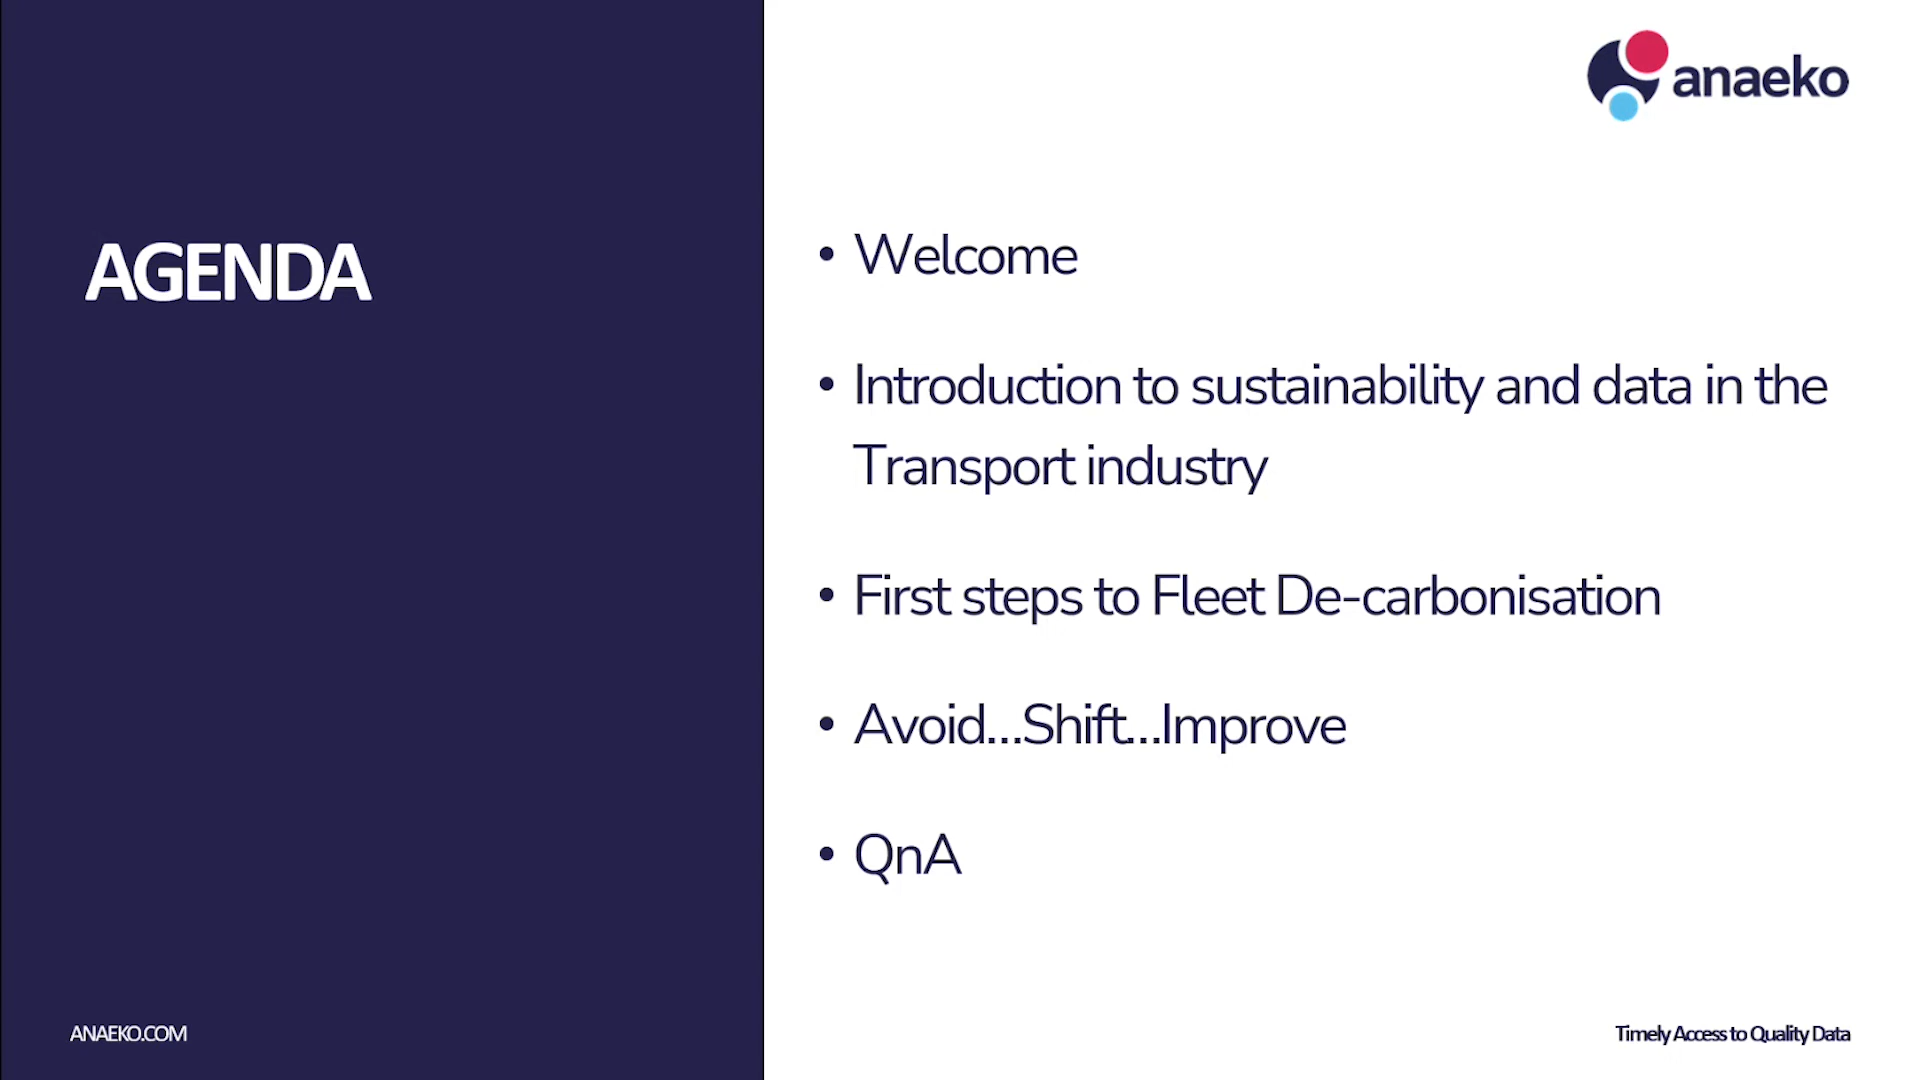 anaeko
AGENDA
• Welcome
• Introduction to sustainability and data in the
Transport industry
• First steps to Fleet De-carbonisation
• Avoid...Shift...Improve
• QnA
ANAEKO.COM
Timely Access to Quality Data